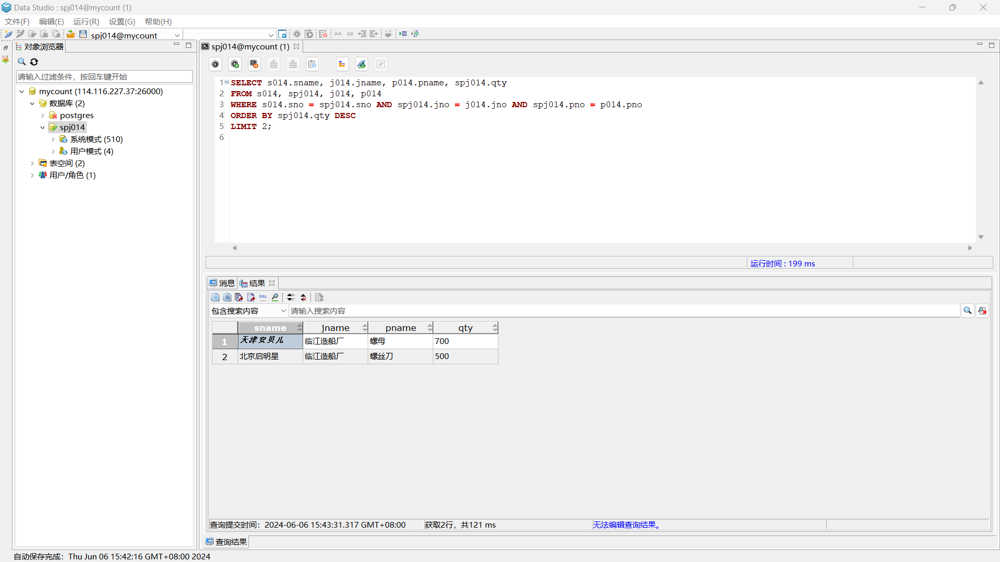 Data Studio : spj014@mycount (1)
文件(F) 编辑(E) 运行(R) 设置(G) 帮助(H)
spj014@mycount
AA aa
对象浏览器
请输入过滤条件，按回车键开始
mycount (114.116.227.37:26000)
数据库 (2)
postgres
spj014
系统模式 (510)
用户模式 (4)
表空间 (2)
用户/角色 (1)
spj014@mycount (1)
1 SELECT s014.sname, j014.jname, p014.pname, spj014.qty
2 FROM s014, spj014, j014, p014
3 WHERE s014.sno = spj014.sno AND spj014.jno = j014.jno AND spj014.pno = p014.pno
4 ORDER BY spj014.qty DESC
5 LIMIT 2;
6
运行时间 : 199 ms
消息 结果
SQL
包含搜索内容 请输入搜索内容
sname jname pname qty
1 天津安贝儿 临江造船厂 螺母 700
2 北京启明星 临江造船厂 螺丝刀 500
查询提交时间：2024-06-06 15:43:31.317 GMT+08:00 获取2行，共121 ms 无法编辑查询结果。
查询结果
自动保存完成：Thu Jun 06 15:42:16 GMT+08:00 2024